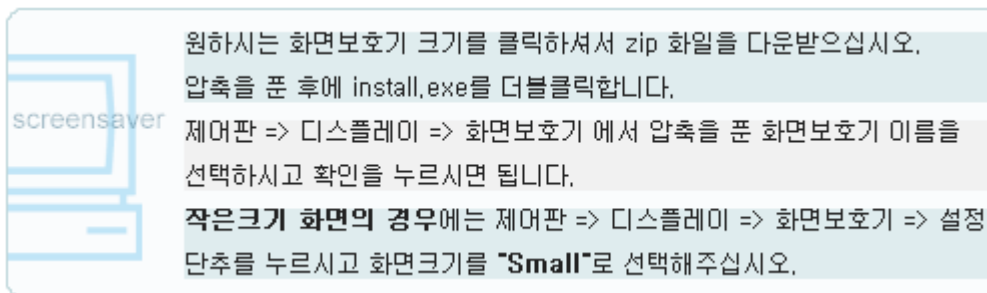 원하시는 화면보호기 크기를 클릭하셔서 zip 화일을 다운받으십시오.
압축을 푼 후에 install.exe를 더블클릭합니다.
screensaver
제어판 => 디스플레이 => 화면보호기 에서 압축을 푼 화면보호기 이름을
선택하시고 확인을 누르시면 됩니다.
작은크기 화면의 경우에는 제어판 => 디스플레이 => 화면보호기 => 설정
단추를 누르시고 화면크기를 "Small"로 선택해주십시오.